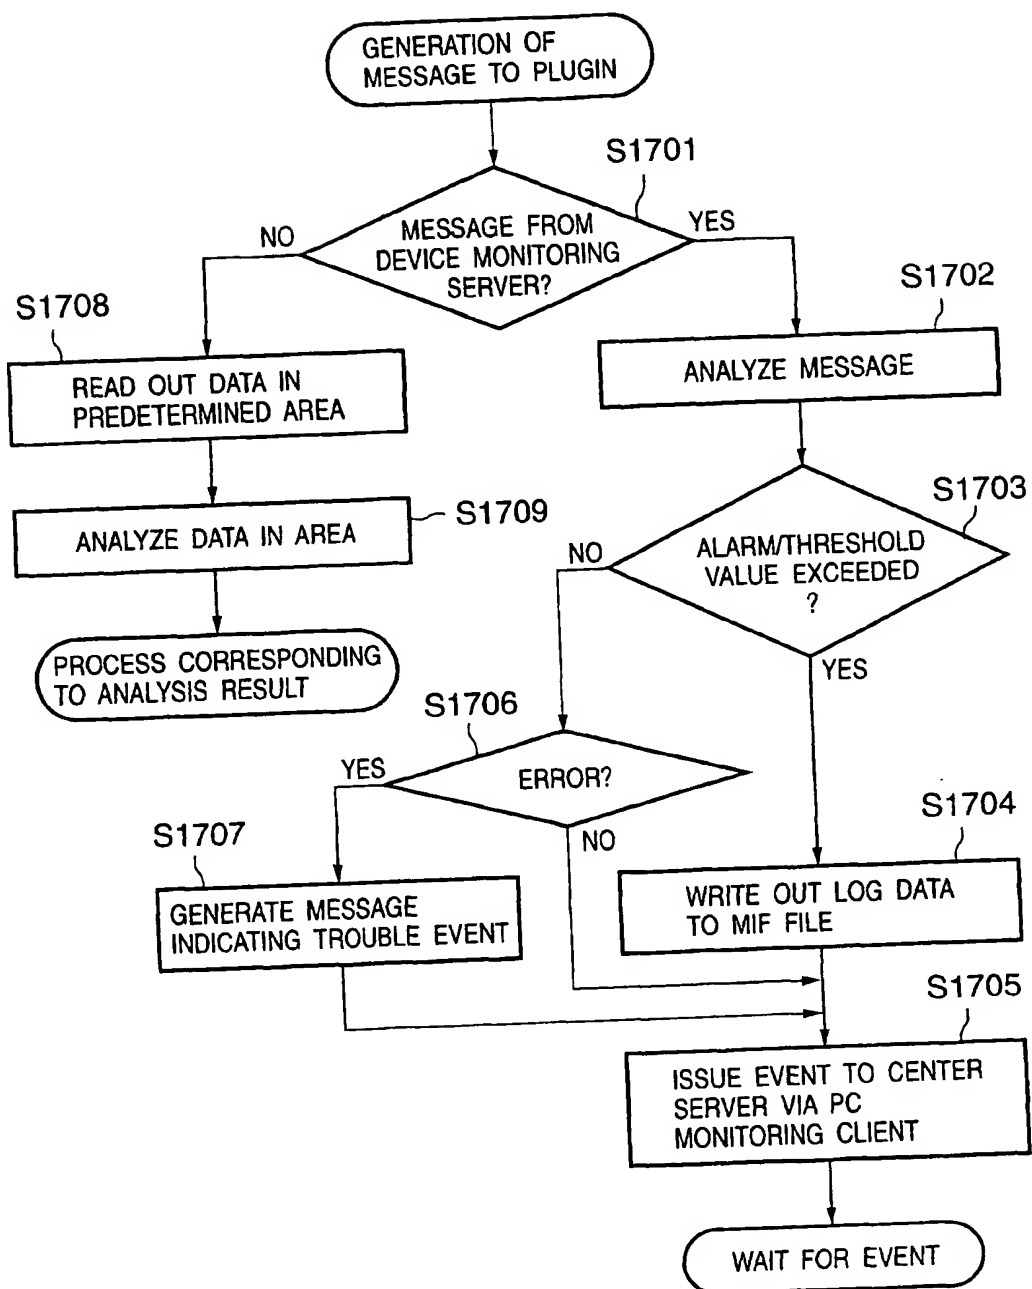 GENERATION OF
MESSAGE TO PLUGIN
S1701
MESSAGE FROM
DEVICE MONITORING
SERVER?
NO
YES
S1708
S1702
READ OUT DATA IN
PREDETERMINED AREA
ANALYZE MESSAGE
S1709
ANALYZE DATA IN AREA
S1703
ALARM/THRESHOLD
VALUE EXCEEDED
?
NO
YES
PROCESS CORRESPONDING
TO ANALYSIS RESULT
S1706
ERROR?
YES
NO
S1707
S1704
GENERATE MESSAGE
INDICATING TROUBLE EVENT
WRITE OUT LOG DATA
TO MIF FILE
S1705
ISSUE EVENT TO CENTER
SERVER VIA PC
MONITORING CLIENT
WAIT FOR EVENT